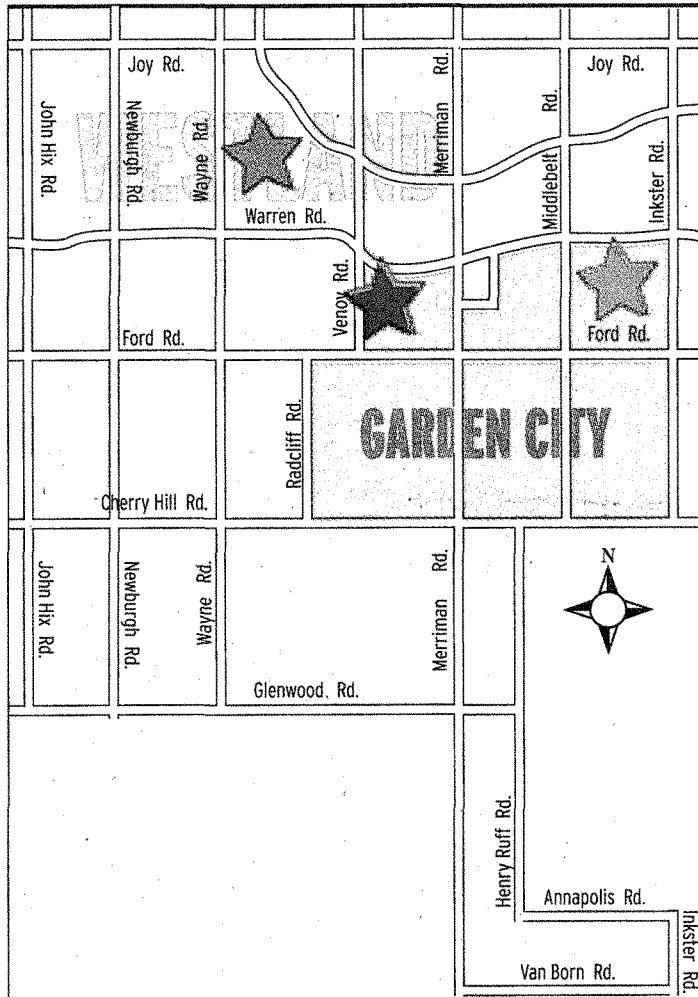 Joy Rd.
Joy Rd.
John Hix Rd.
Newburgh Rd.
Wayne Rd.
WESTLAND
Merriman Rd.
Middlebelt Rd.
Inkster Rd.
Warren Rd.
Venoy Rd.
Ford Rd.
Ford Rd.
Radcliff Rd.
GARDEN CITY
Cherry Hill Rd.
John Hix Rd.
Newburgh Rd.
Wayne Rd.
Merriman Rd.
N
Glenwood Rd.
Henry Ruff Rd.
Annapolis Rd.
Inkster Rd.
Van Born Rd.